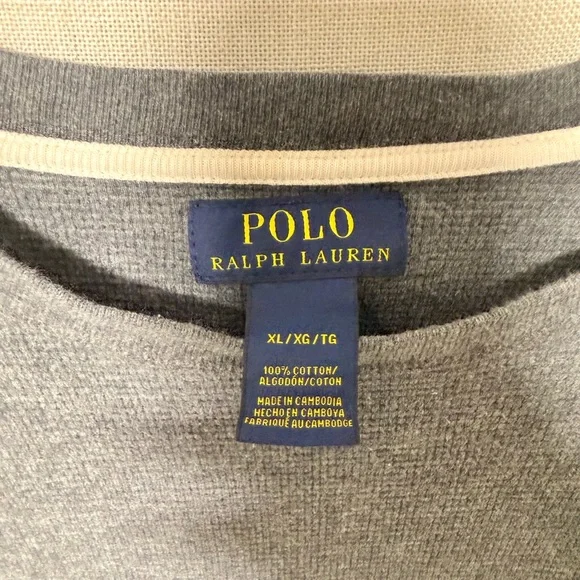 POLO
RALPH LAUREN
XL/XG/TG
100% COTTON/
ALGODÓN/COTON
MADE IN CAMBODIA
HECHO EN CAMBOYA
FABRIQUÉ AU CAMBODGE